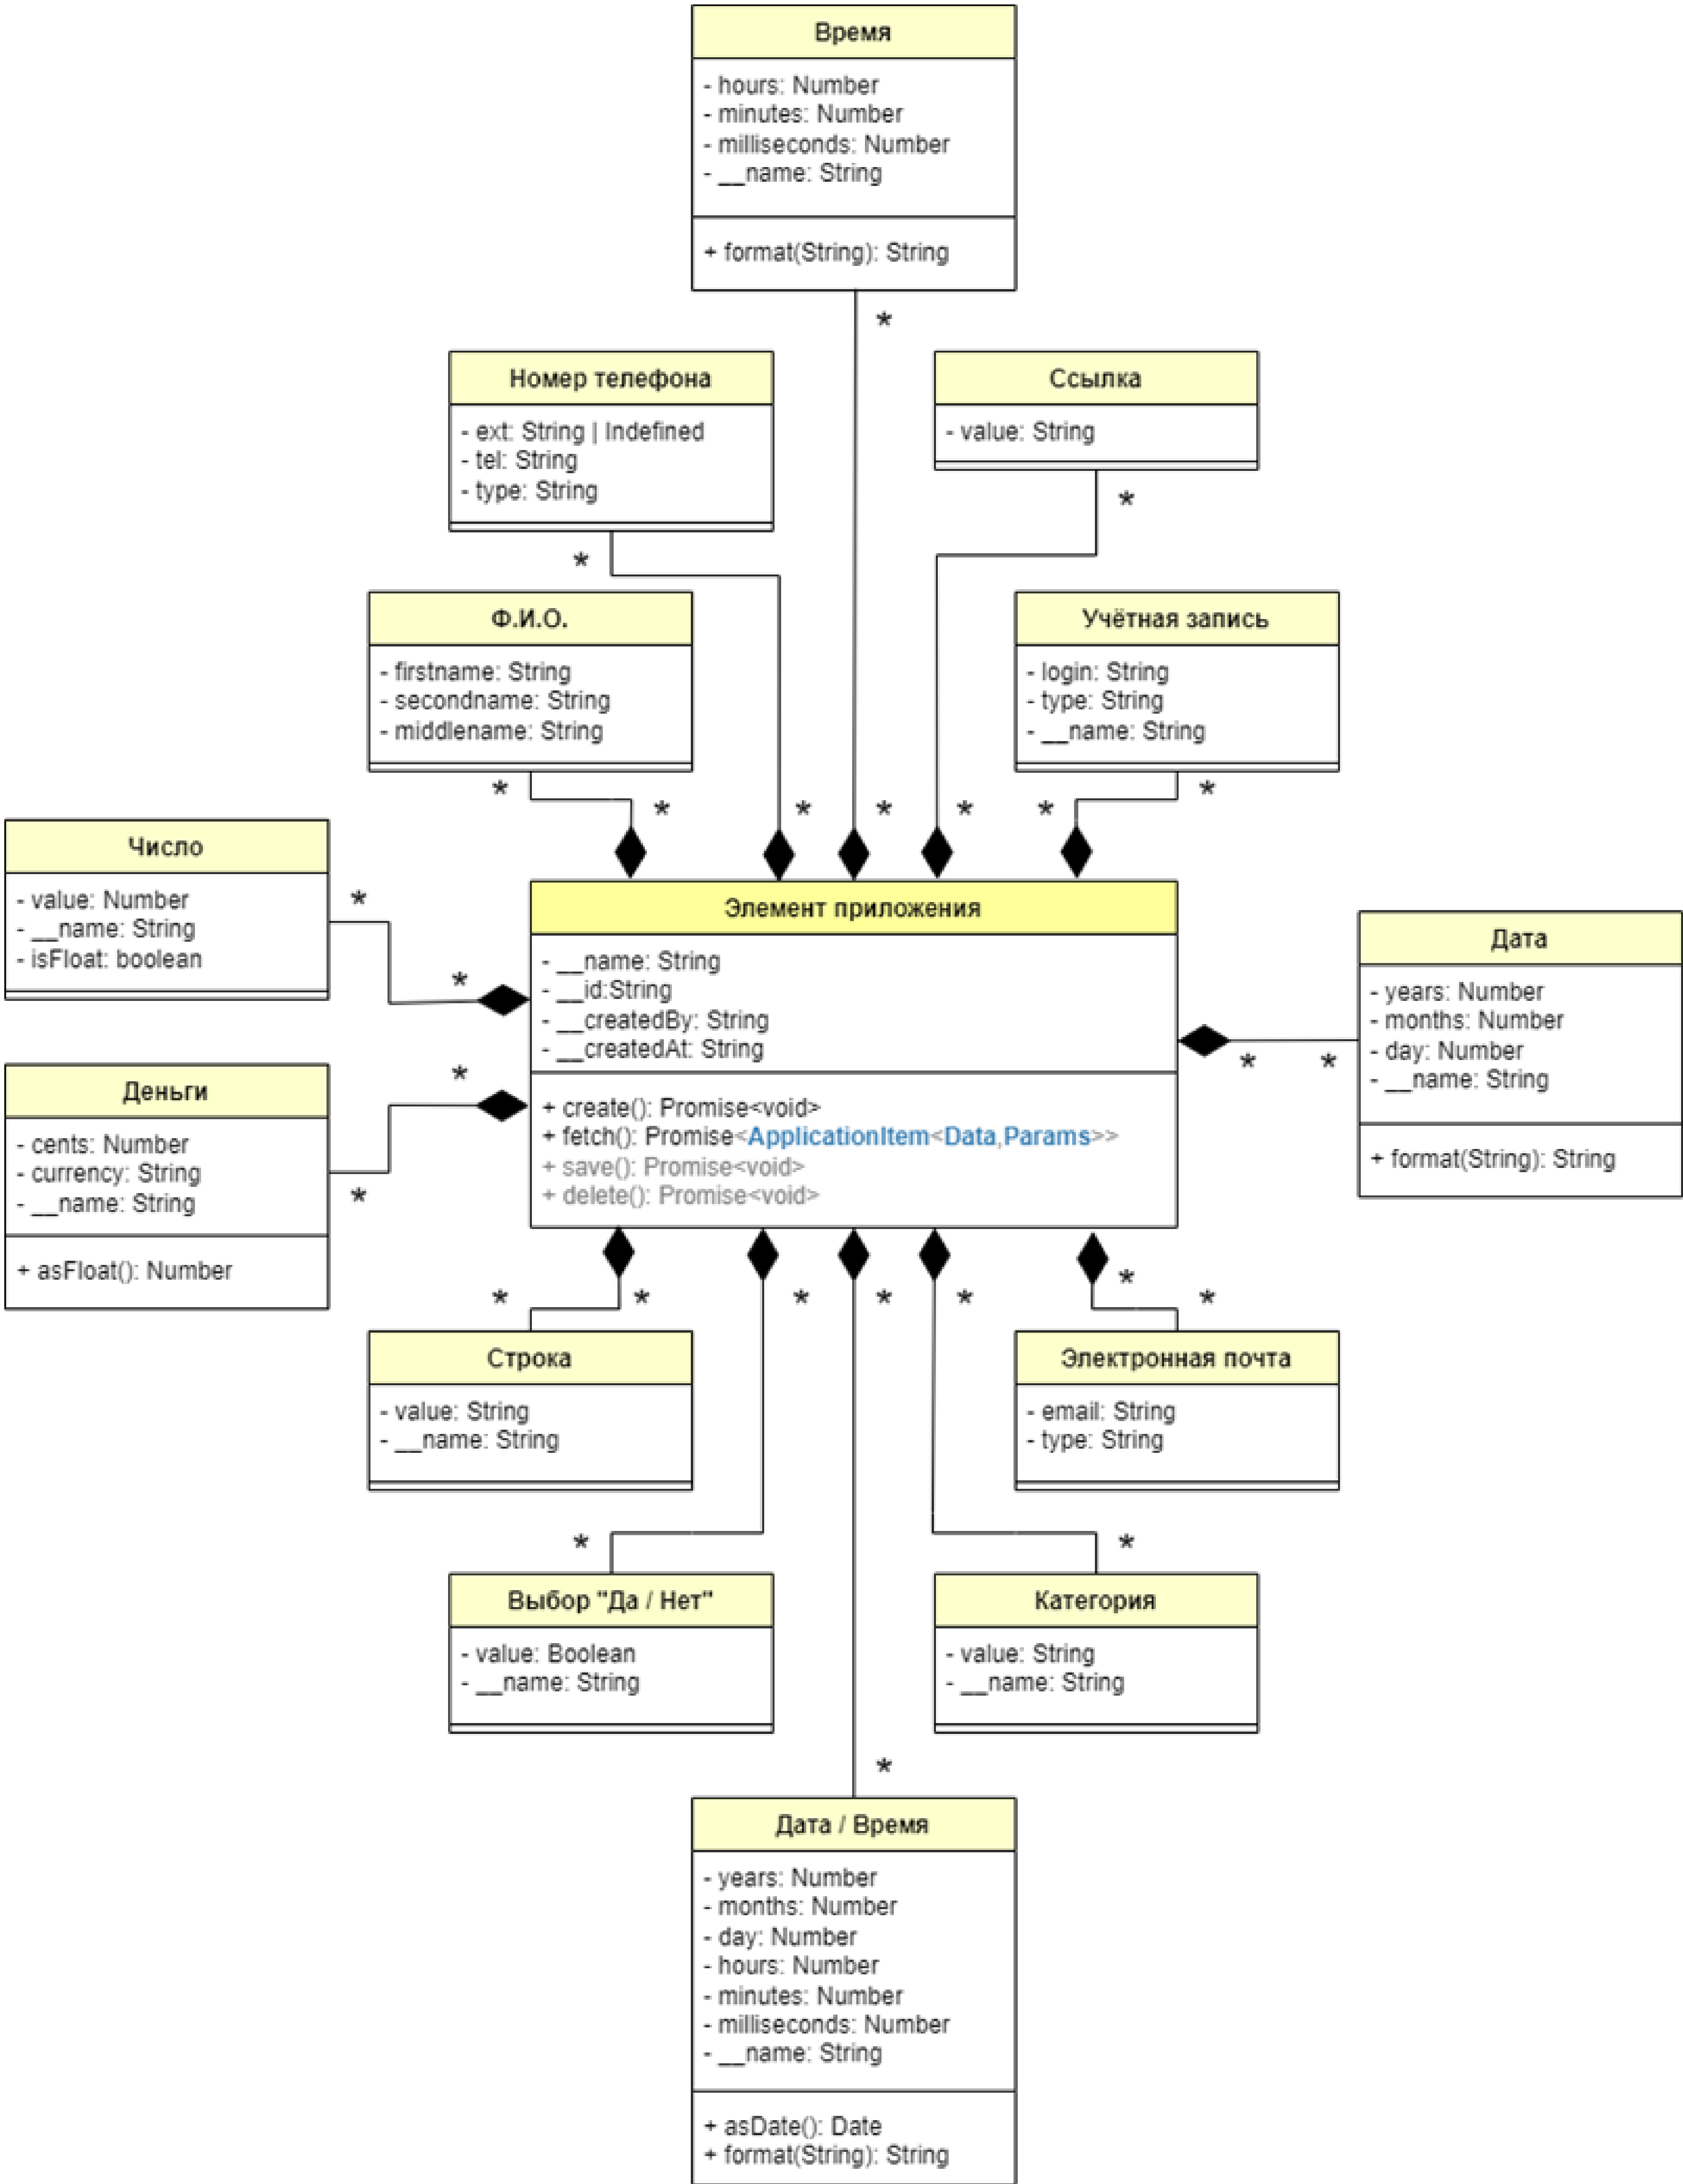 Время
- hours: Number
- minutes: Number
- milliseconds: Number
- __name: String
+ format(String): String
*
Номер телефона
- ext: String | Indefined
- tel: String
- type: String
*
Ссылка
- value: String
*
Ф.И.О.
- firstname: String
- secondname: String
- middlename: String
*
Учётная запись
- login: String
- type: String
- __name: String
*
* * * * *
Число
- value: Number
- __name: String
- isFloat: boolean
*
*
Элемент приложения
- __name: String
- __id:String
- __createdBy: String
- __createdAt: String
+ create(): Promise<void>
+ fetch(): Promise<ApplicationItem<Data,Params>>
+ save(): Promise<void>
+ delete(): Promise<void>
Дата
- years: Number
- months: Number
- day: Number
- __name: String
+ format(String): String
* *
Деньги
- cents: Number
- currency: String
- __name: String
+ asFloat(): Number
*
*
* * * * * * *
Строка
- value: String
- __name: String
Электронная почта
- email: String
- type: String
*
Выбор "Да / Нет"
- value: Boolean
- __name: String
*
Категория
- value: String
- __name: String
*
Дата / Время
- years: Number
- months: Number
- day: Number
- hours: Number
- minutes: Number
- milliseconds: Number
- __name: String
+ asDate(): Date
+ format(String): String